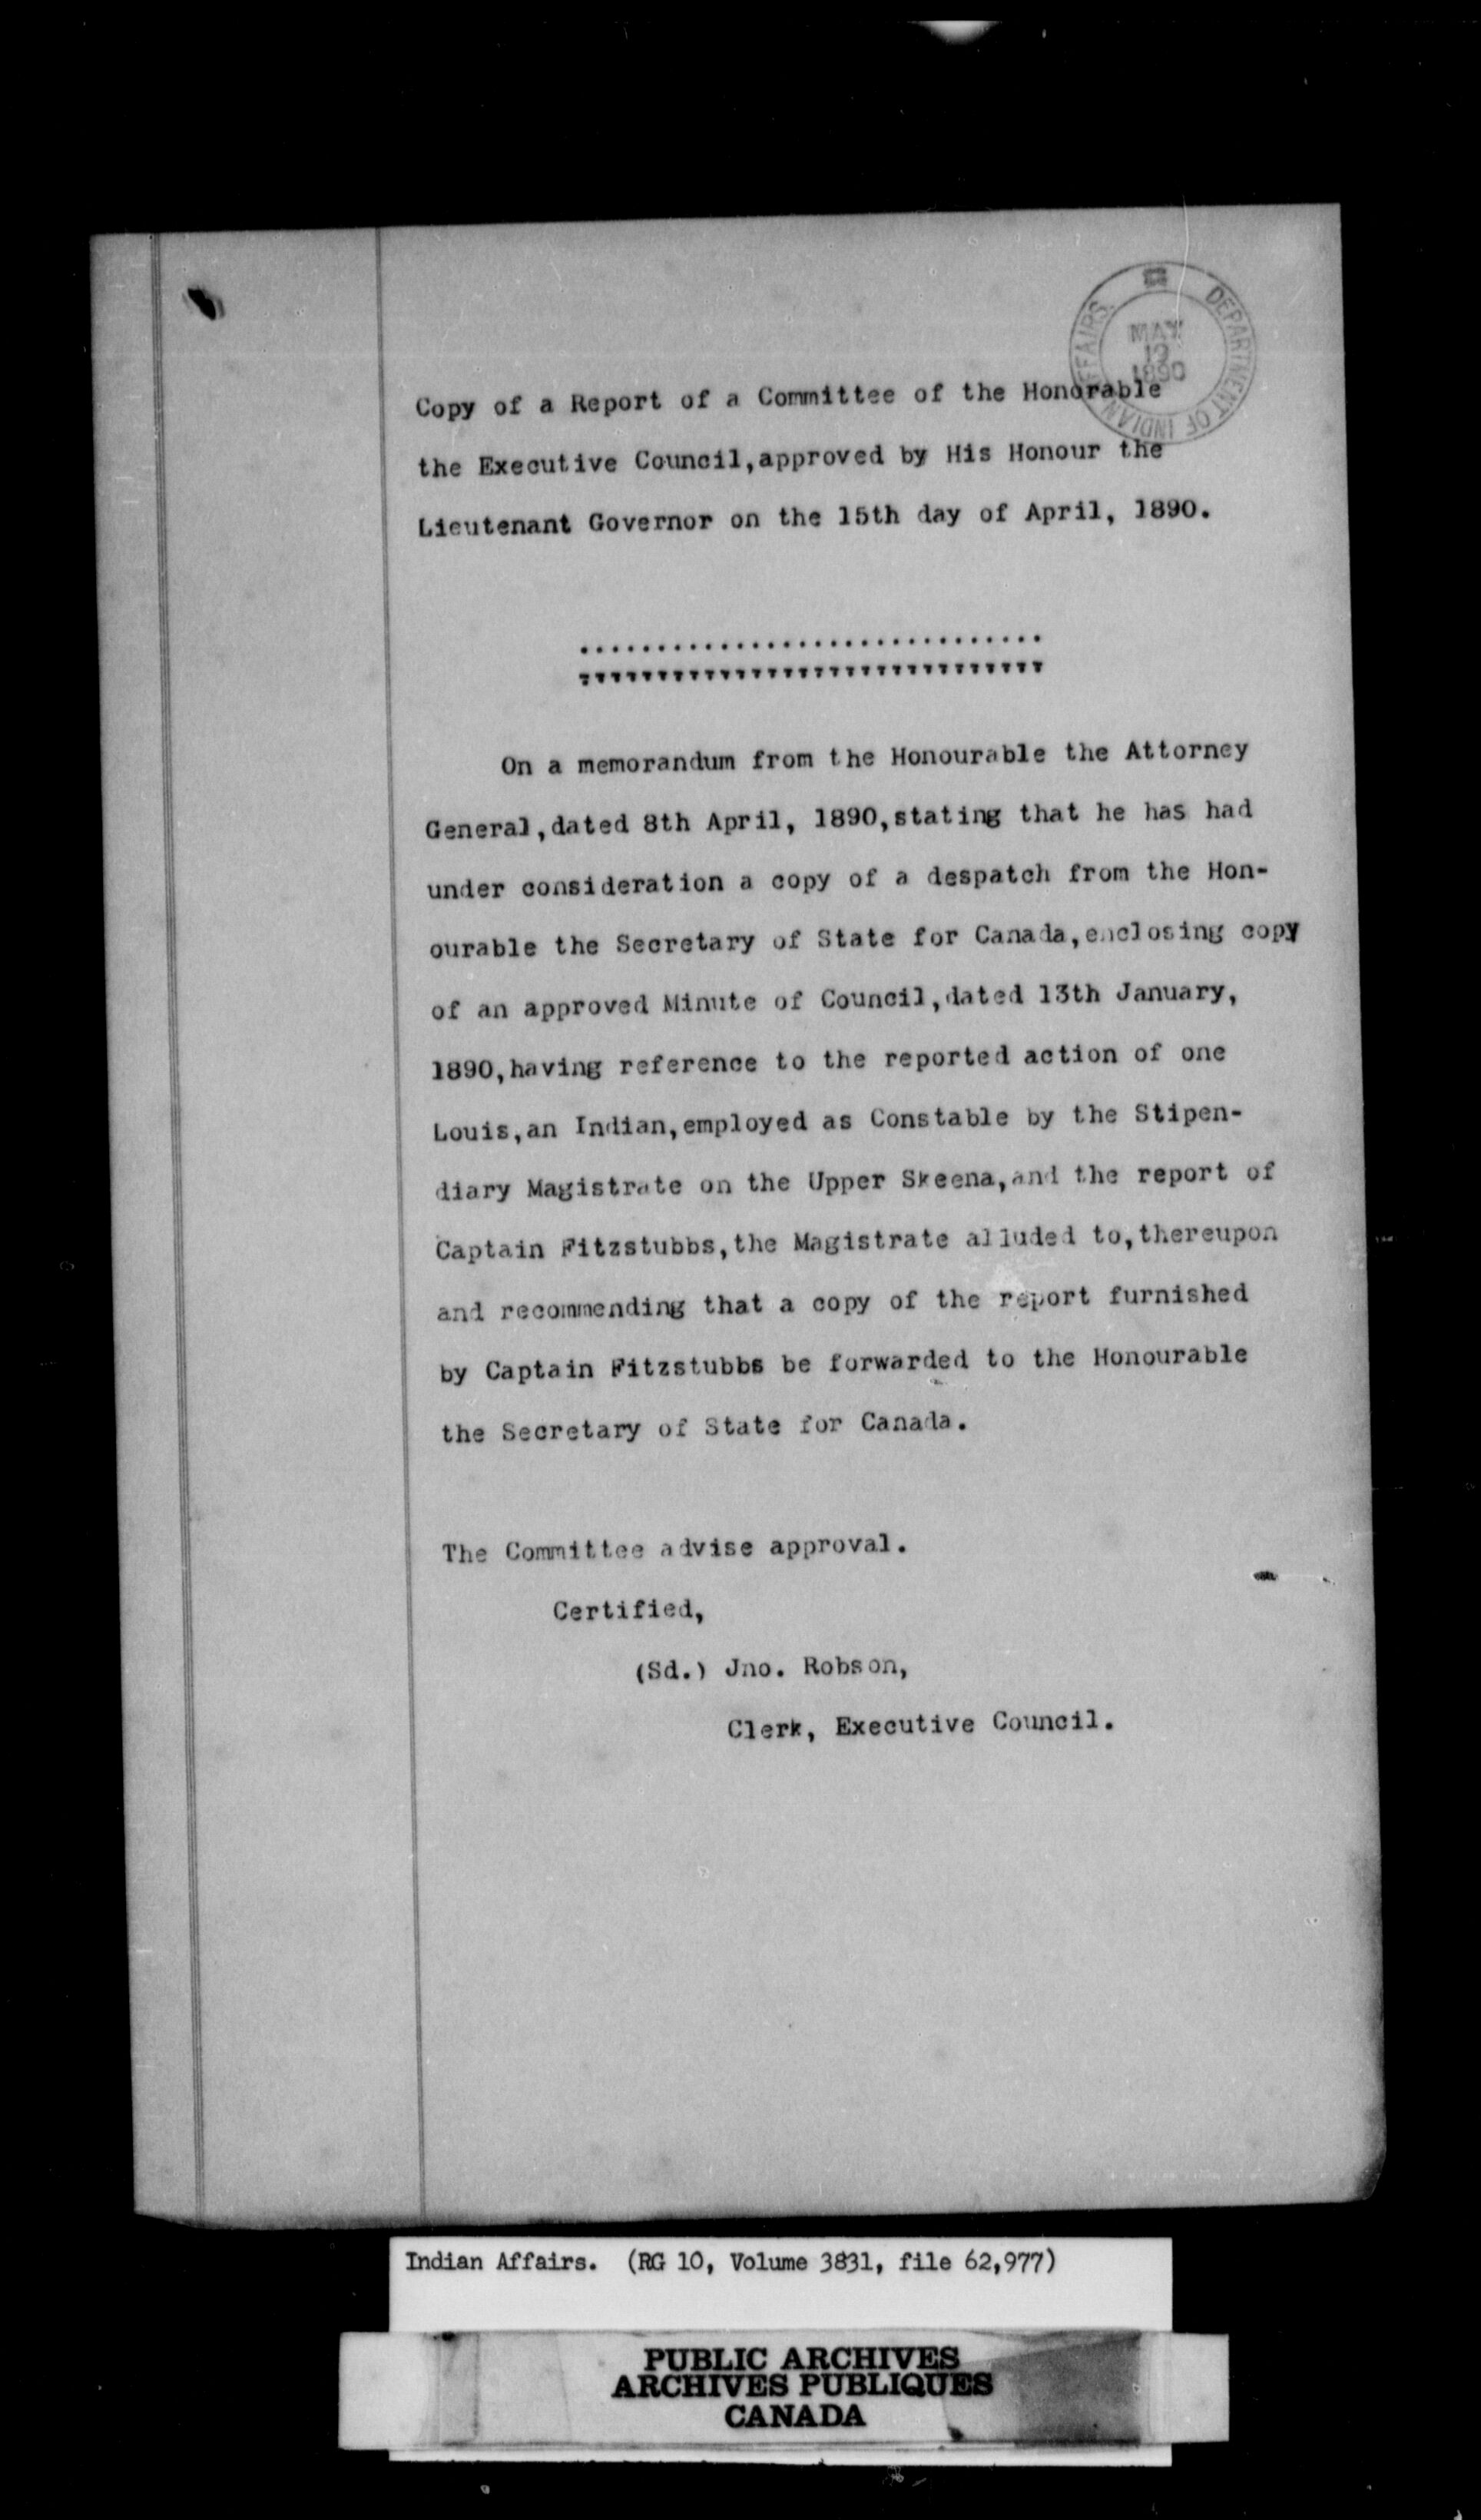 DEPARTMENT OF INDIAN AFFAIRS
MAY
1890
Copy of a Report of a Committee of the Honorable
the Executive Council,approved by His Honour the
Lieutenant Governor on the 15th day of April, 1890.
..............................
On a memorandum from the Honourable the Attorney
General,dated 8th April, 1890,stating that he has had
under consideration a copy of a despatch from the Hon-
ourable the Secretary of State for Canada,enclosing copy
of an approved Minute of Council,dated 13th January,
1890,having reference to the reported action of one
Louis,an Indian,employed as Constable by the Stipen-
diary Magistrate on the Upper Skeena,and the report of
Captain Fitzstubbs,the Magistrate alluded to,thereupon
and recommending that a copy of the report furnished
by Captain Fitzstubbs be forwarded to the Honourable
the Secretary of State for Canada.
The Committee advise approval.
Certified,
(Sd.) Jno. Robson,
Clerk, Executive Council.
Indian Affairs. (RG 10, Volume 3831, file 62,977)
PUBLIC ARCHIVES
ARCHIVES PUBLIQUES
CANADA